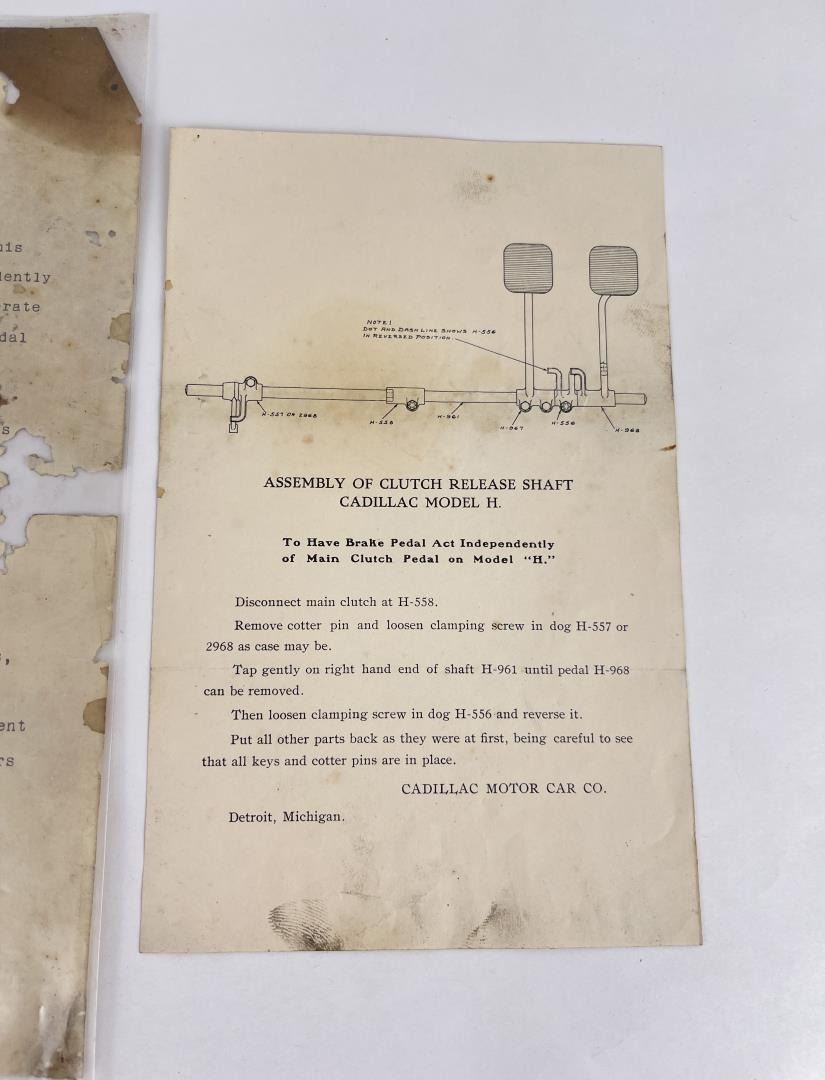 his
dently
rate
dal
s
,
ent
rs
NOTE!
DOT AND DASH LINE SHOWS H-556
IN REVERSED POSITION.
H-557 OR 2968
H-558
H-961
H-967
H-556
H-968
ASSEMBLY OF CLUTCH RELEASE SHAFT
CADILLAC MODEL H.
To Have Brake Pedal Act Independently
of Main Clutch Pedal on Model "H."
Disconnect main clutch at H-558.
Remove cotter pin and loosen clamping screw in dog H-557 or
2968 as case may be.
Tap gently on right hand end of shaft H-961 until pedal H-968
can be removed.
Then loosen clamping screw in dog H-556 and reverse it.
Put all other parts back as they were at first, being careful to see
that all keys and cotter pins are in place.
CADILLAC MOTOR CAR CO.
Detroit, Michigan.